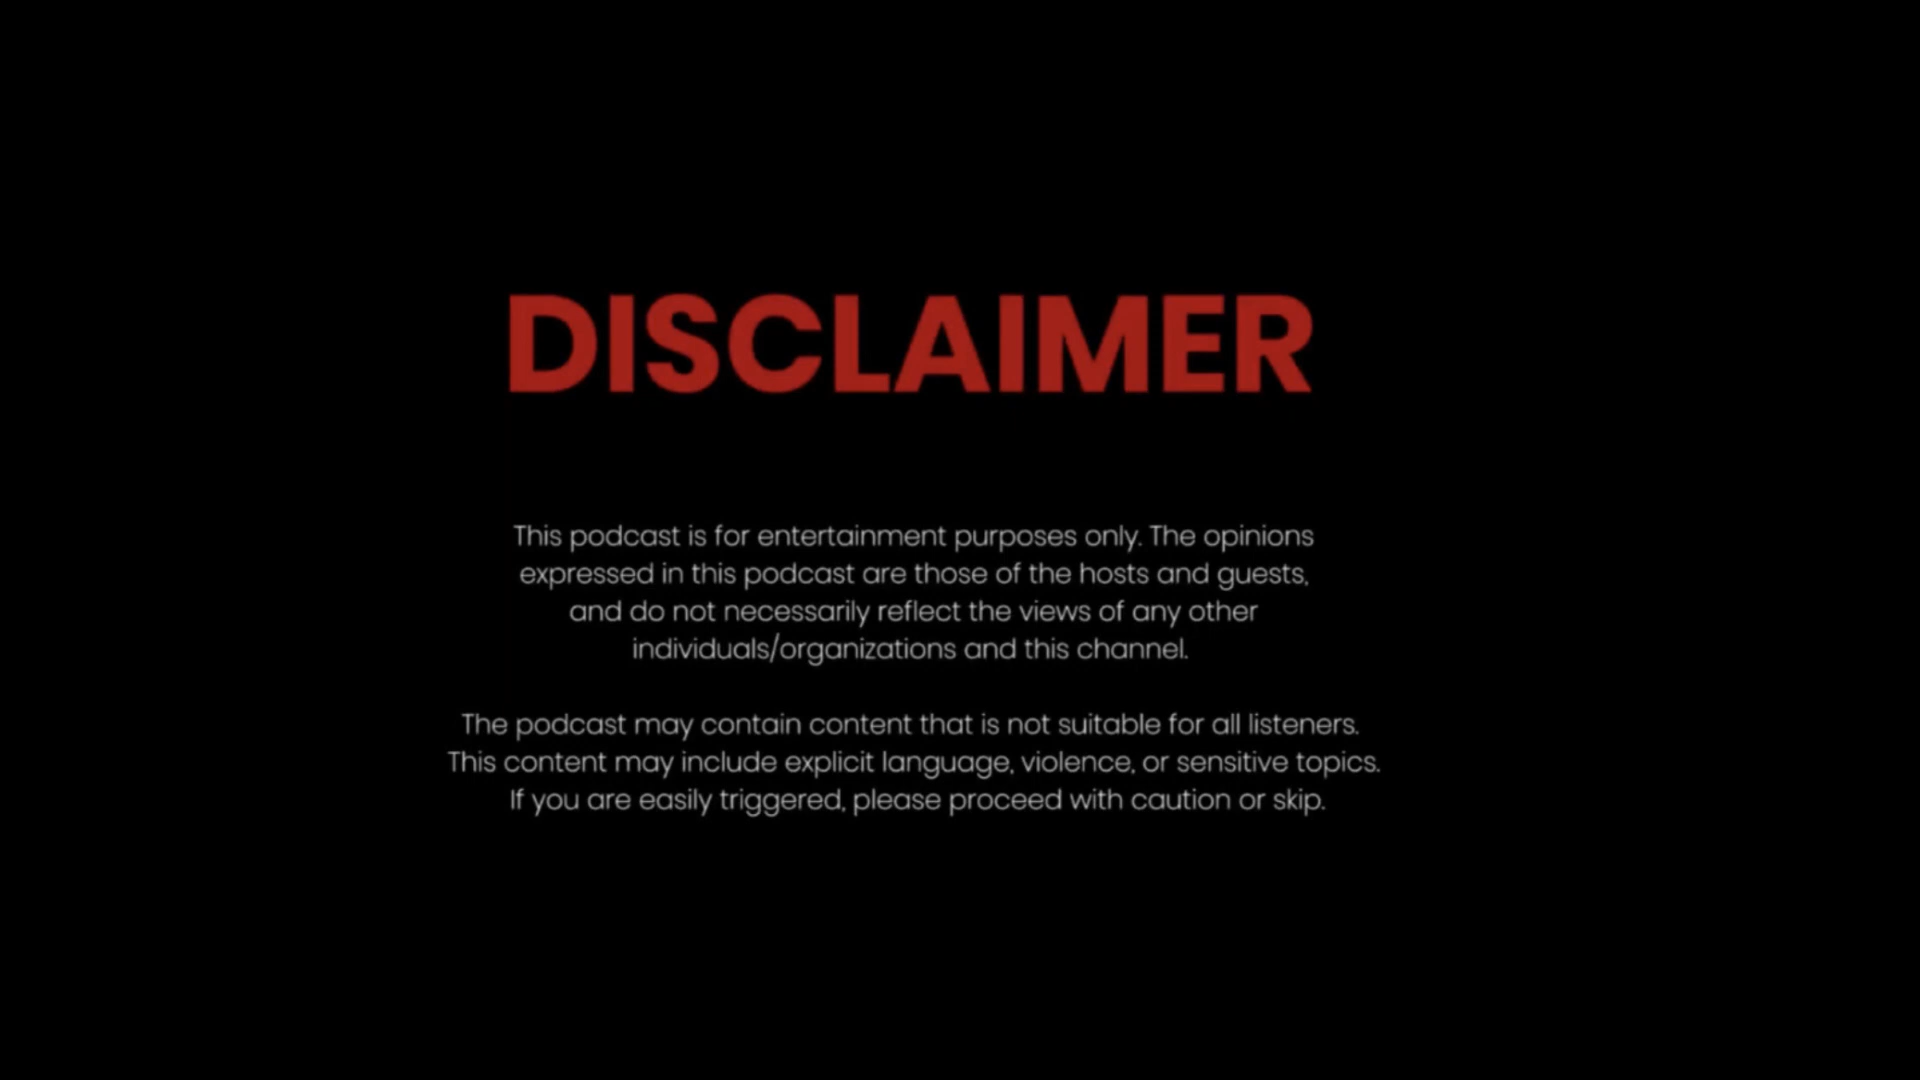 DISCLAIMER
This podcast is for entertainment purposes only. The opinions
expressed in this podcast are those of the hosts and guests,
and do not necessarily reflect the views of any other
individuals/organizations and this channel.
The podcast may contain content that is not suitable for all listeners.
This content may include explicit language, violence, or sensitive topics.
If you are easily triggered, please proceed with caution or skip.